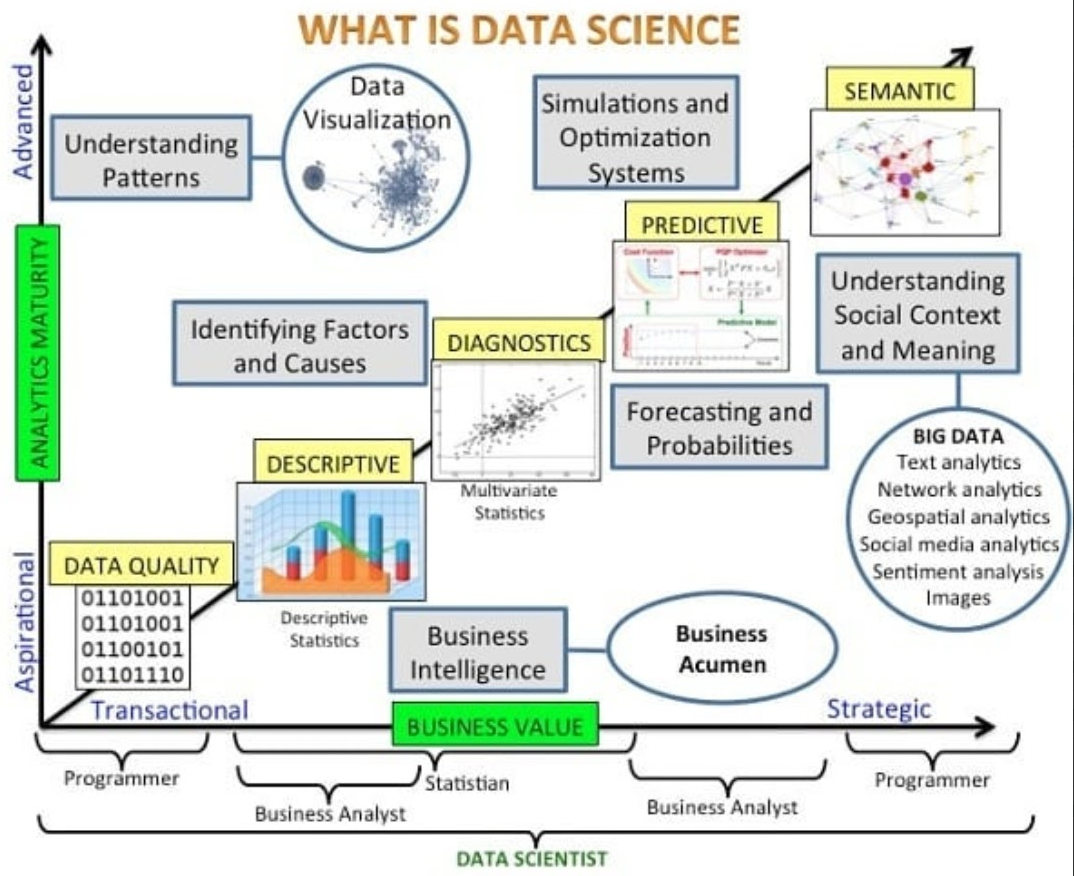 WHAT IS DATA SCIENCE
Advanced
Understanding
Patterns
Data
Visualization
Simulations and
Optimization
Systems
SEMANTIC
PREDICTIVE
Cost Function
PQP Optimizer
Predictive Model
Understanding
Social Context
and Meaning
ANALYTICS MATURITY
Identifying Factors
and Causes
DIAGNOSTICS
Multivariate
Statistics
Forecasting and
Probabilities
BIG DATA
Text analytics
Network analytics
Geospatial analytics
Social media analytics
Sentiment analysis
Images
DESCRIPTIVE
Descriptive
Statistics
DATA QUALITY
01101001
01101001
01100101
01101110
Aspirational
Business
Intelligence
Business
Acumen
Transactional
BUSINESS VALUE
Strategic
Programmer
Statistian
Programmer
Business Analyst
Business Analyst
DATA SCIENTIST